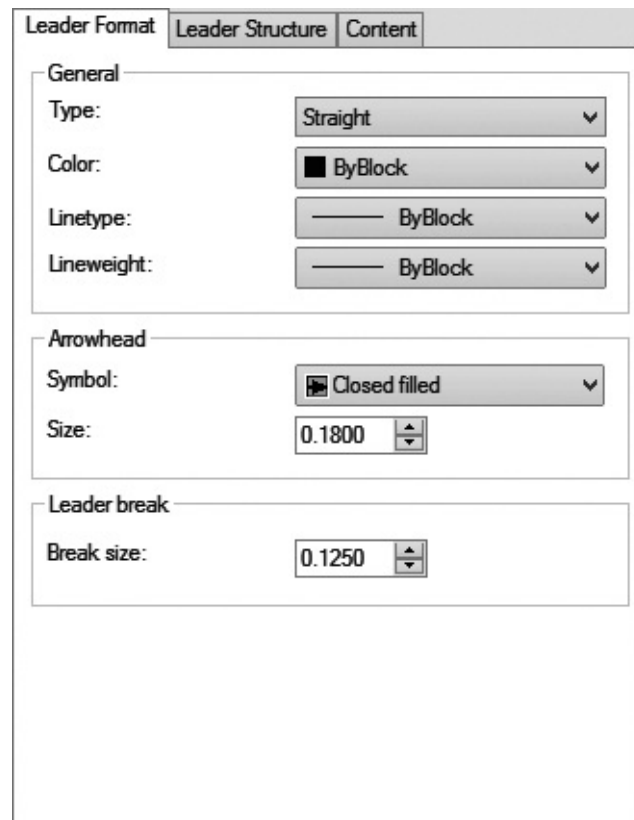 Leader Format Leader Structure Content
General
Type: Straight
Color: ByBlock
Linetype: ByBlock
Lineweight: ByBlock
Arrowhead
Symbol: Closed filled
Size: 0.1800
Leader break
Break size: 0.1250